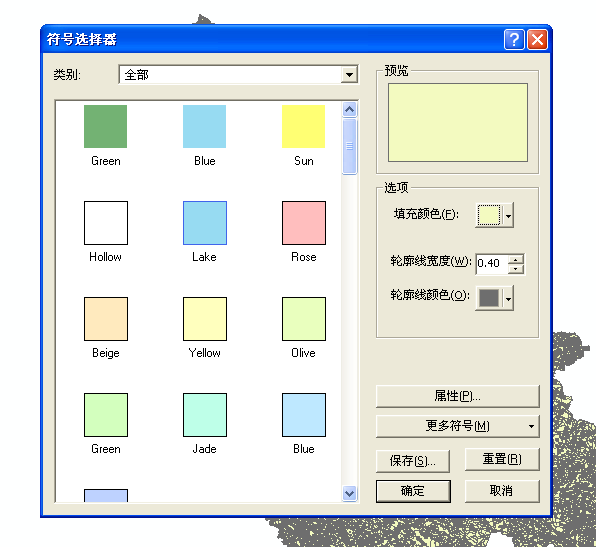 符号选择器
类别: 全部
Green Blue Sun
Hollow Lake Rose
Beige Yellow Olive
Green Jade Blue
预览
选项
填充颜色(F):
轮廓线宽度(W): 0.40
轮廓线颜色(O):
属性(P)...
更多符号(M)
保存(S)... 重置(R)
确定 取消